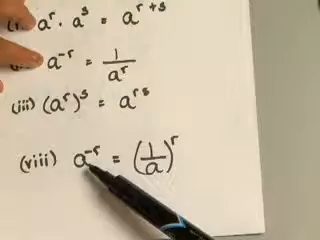 a^r · a^s = a^{r+s}
a^{-r} = 1/a^r
(iii) (a^r)^s = a^{rs}
(viii) a^{-r} = (1/a)^r